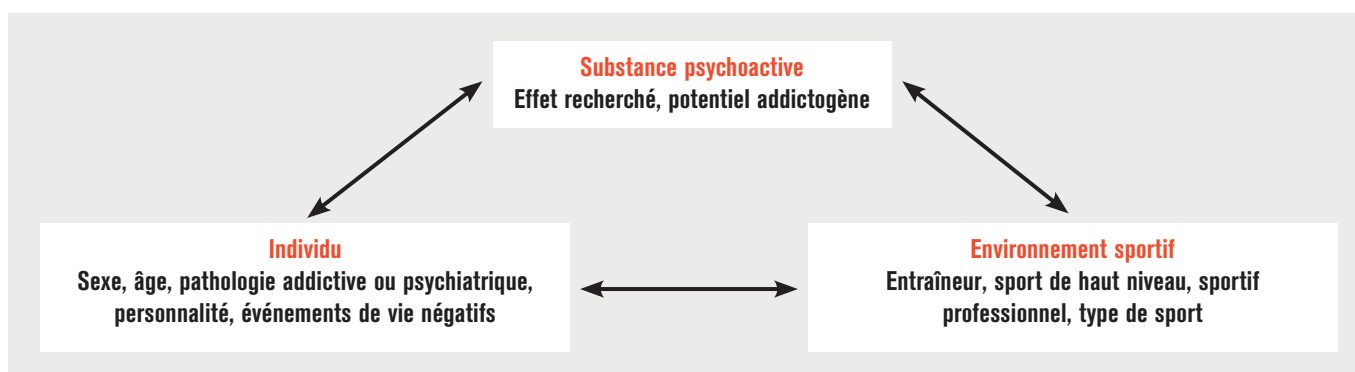 Substance psychoactive
Effet recherché, potentiel addictogène
Individu
Sexe, âge, pathologie addictive ou psychiatrique,
personnalité, événements de vie négatifs
Environnement sportif
Entraîneur, sport de haut niveau, sportif
professionnel, type de sport